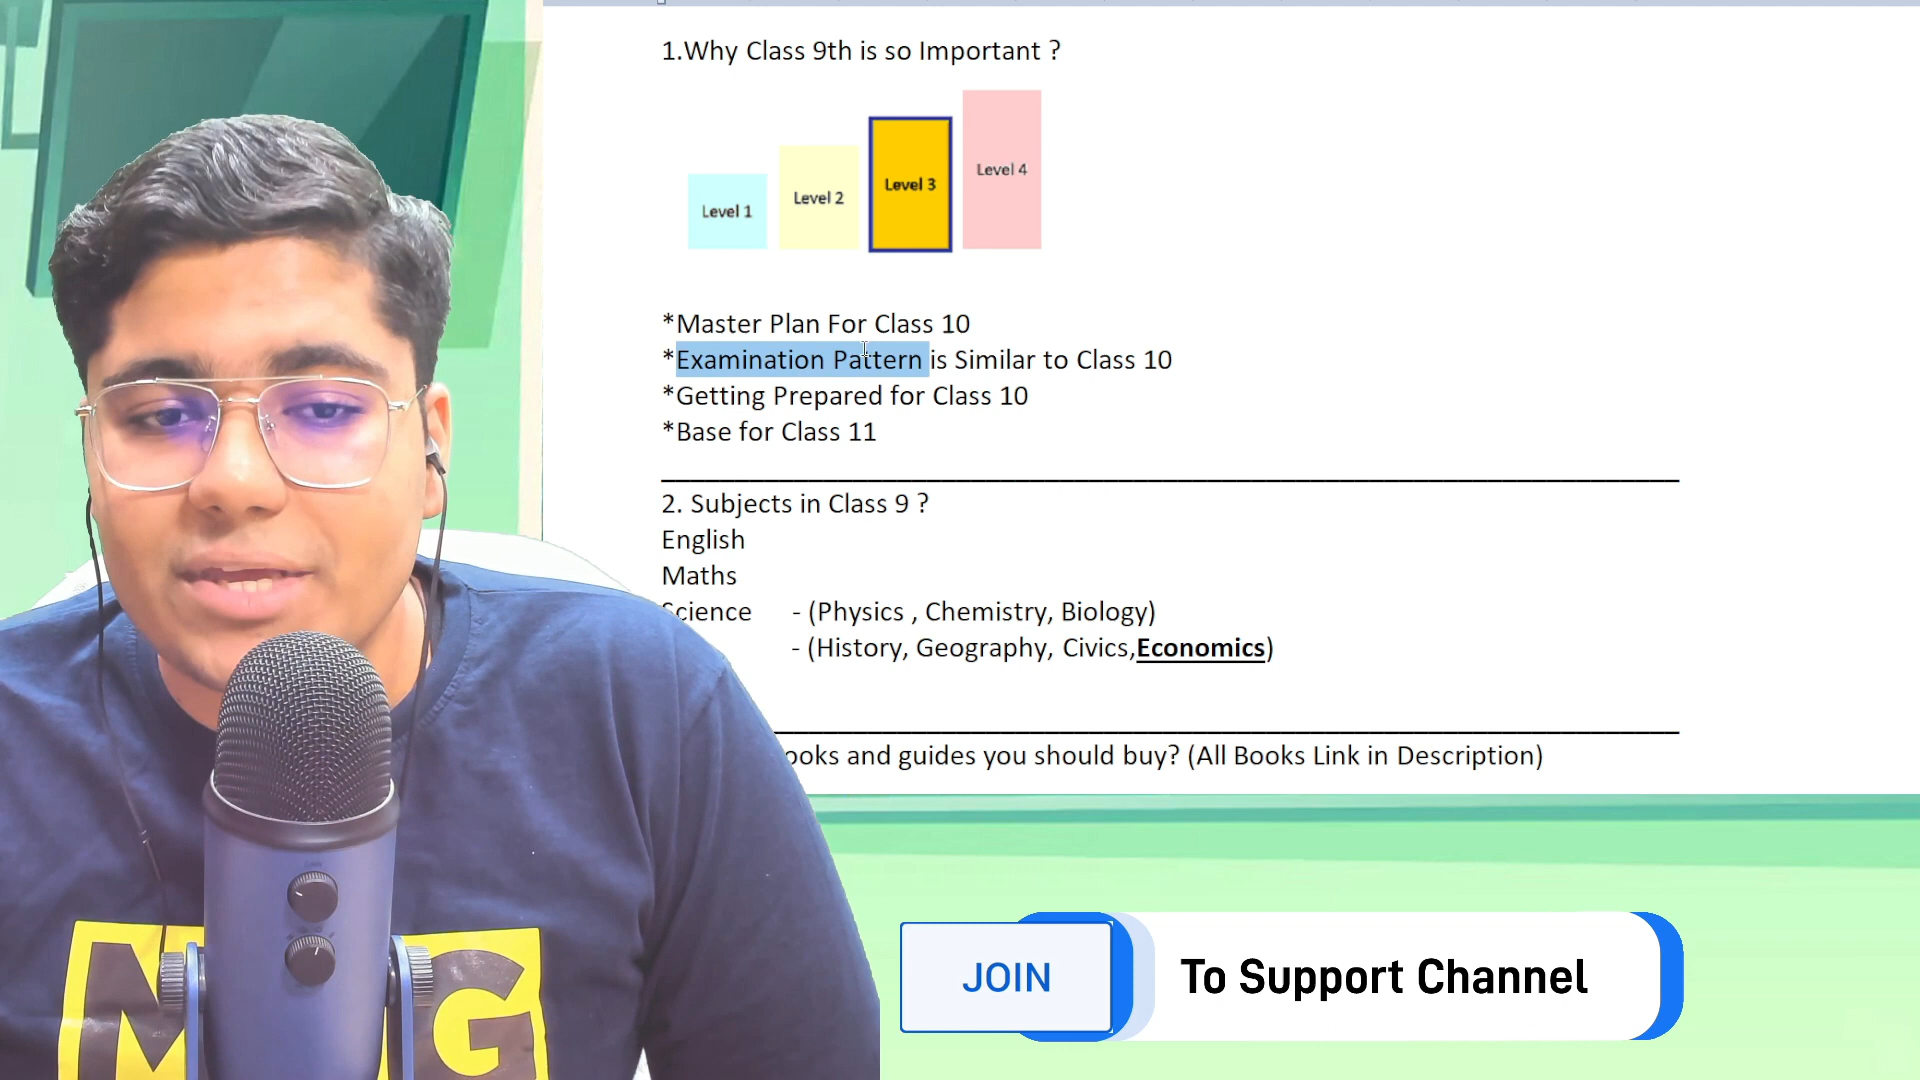 1.Why Class 9th is so Important ?
Level 1
Level 2
Level 3
Level 4
*Master Plan For Class 10
*Examination Pattern is Similar to Class 10
*Getting Prepared for Class 10
*Base for Class 11
2. Subjects in Class 9 ?
English
Maths
Science - (Physics , Chemistry, Biology)
- (History, Geography, Civics,Economics)
ooks and guides you should buy? (All Books Link in Description)
JOIN
To Support Channel